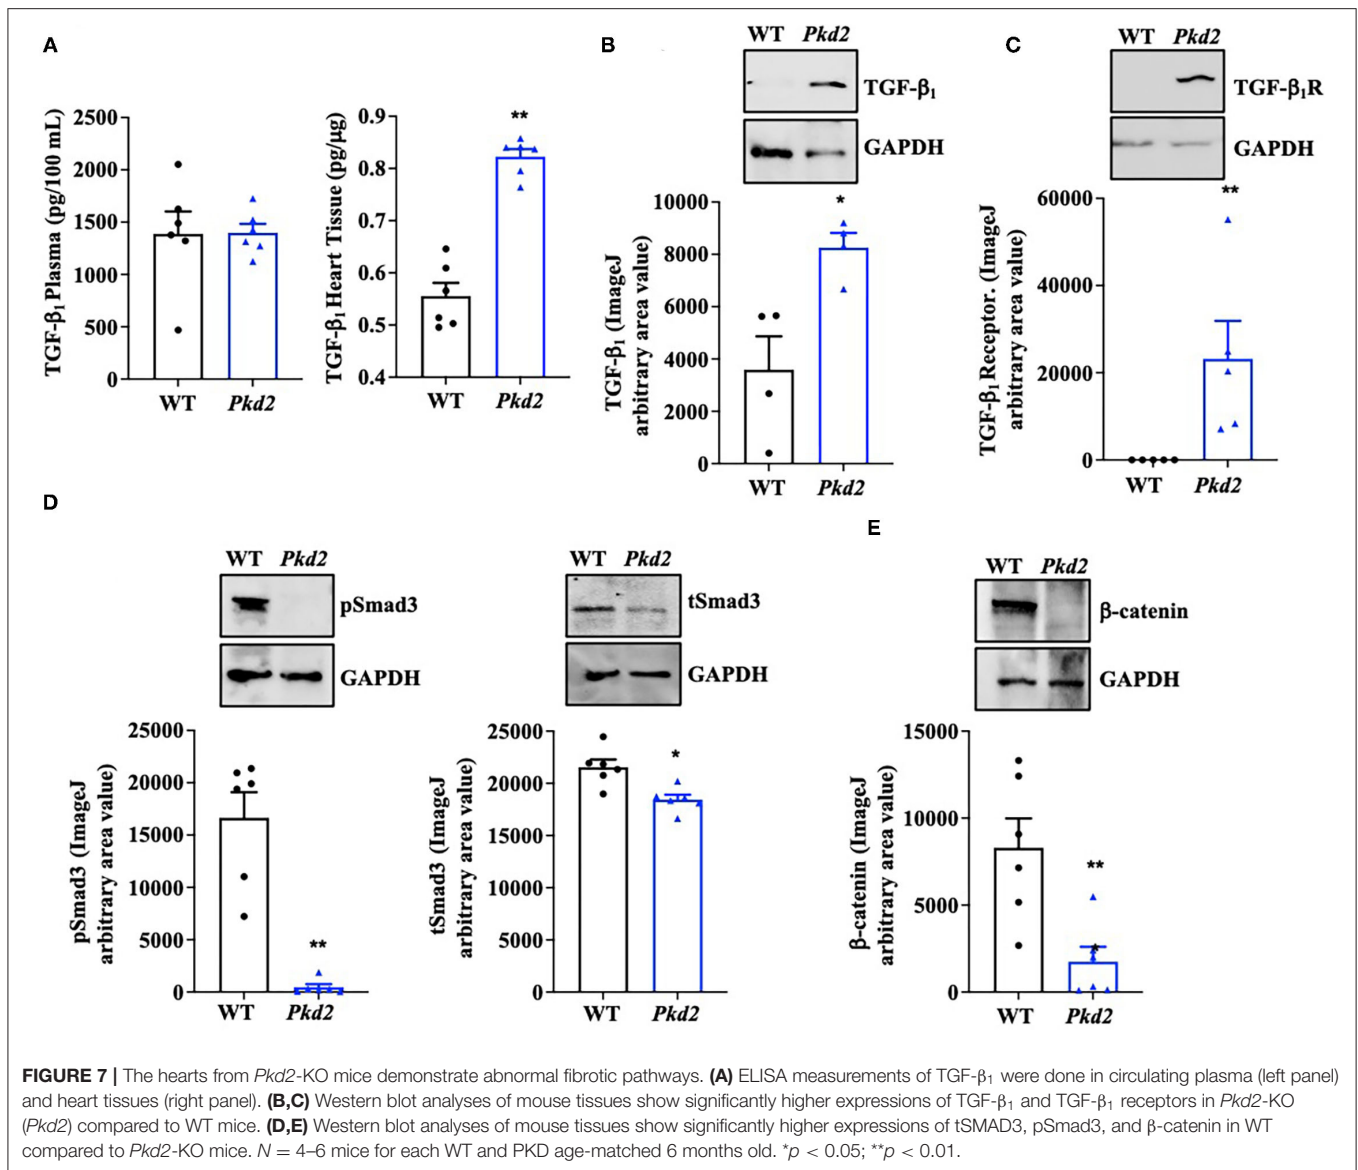 A
TGF-β1 Plasma (pg/100 mL)
2500
2000
1500
1000
500
0
WT Pkd2
TGF-β1 Heart Tissue (pg/µg)
0.9
0.8
0.7
0.6
0.5
0.4
**
WT Pkd2
B
WT Pkd2
TGF-β1
GAPDH
TGF-β1 (ImageJ
arbitrary area value)
10000
8000
6000
4000
2000
0
*
WT Pkd2
C
WT Pkd2
TGF-β1R
GAPDH
TGF-β1 Receptor. (ImageJ
arbitrary area value)
60000
40000
20000
0
**
WT Pkd2
D
WT Pkd2
pSmad3
GAPDH
pSmad3 (ImageJ
arbitrary area value)
25000
20000
15000
10000
5000
0
**
WT Pkd2
WT Pkd2
tSmad3
GAPDH
tSmad3 (ImageJ
arbitrary area value)
25000
20000
15000
10000
5000
0
*
WT Pkd2
E
WT Pkd2
β-catenin
GAPDH
β-catenin (ImageJ
arbitrary area value)
15000
10000
5000
0
**
*
WT Pkd2
FIGURE 7 | The hearts from Pkd2-KO mice demonstrate abnormal fibrotic pathways. (A) ELISA measurements of TGF-β1 were done in circulating plasma (left panel)
and heart tissues (right panel). (B,C) Western blot analyses of mouse tissues show significantly higher expressions of TGF-β1 and TGF-β1 receptors in Pkd2-KO
(Pkd2) compared to WT mice. (D,E) Western blot analyses of mouse tissues show significantly higher expressions of tSMAD3, pSmad3, and β-catenin in WT
compared to Pkd2-KO mice. N = 4–6 mice for each WT and PKD age-matched 6 months old. *p < 0.05; **p < 0.01.